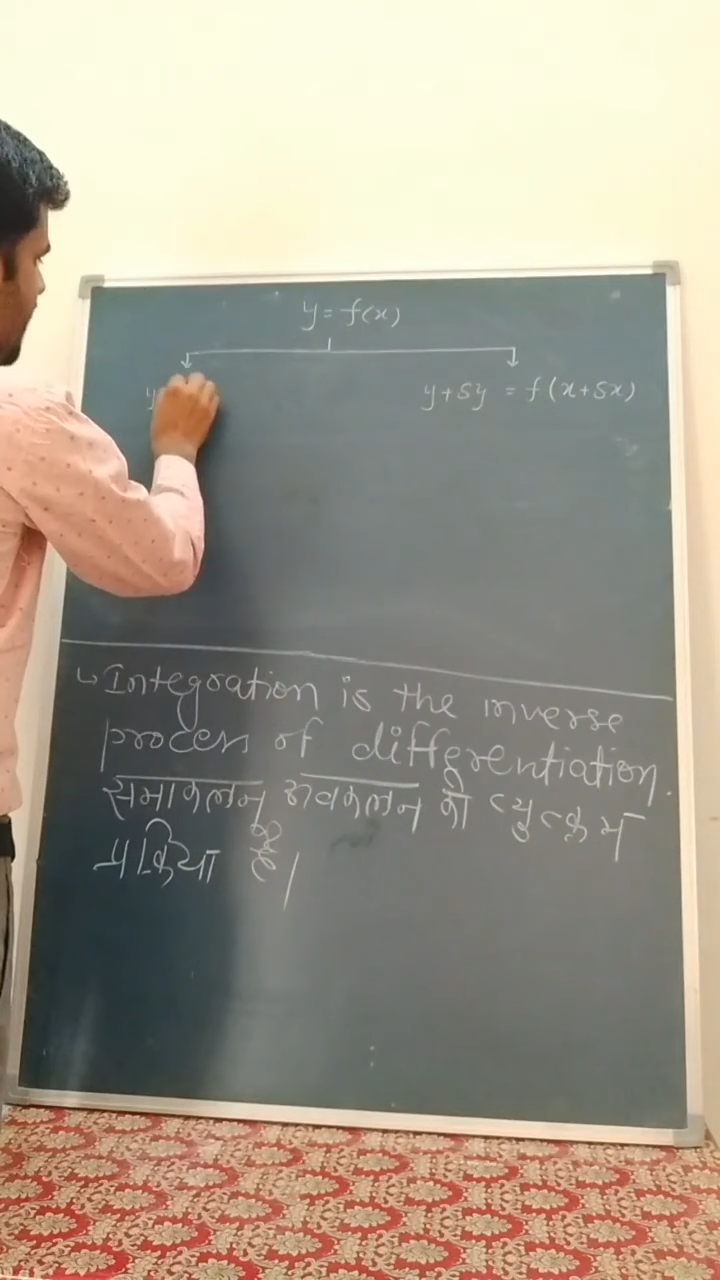 y = f(x)
y
y+δy = f(x+δx)
Integration is the inverse
process of differentiation.
समाकलन अवकलन की व्युत्क्रम
प्रक्रिया है।